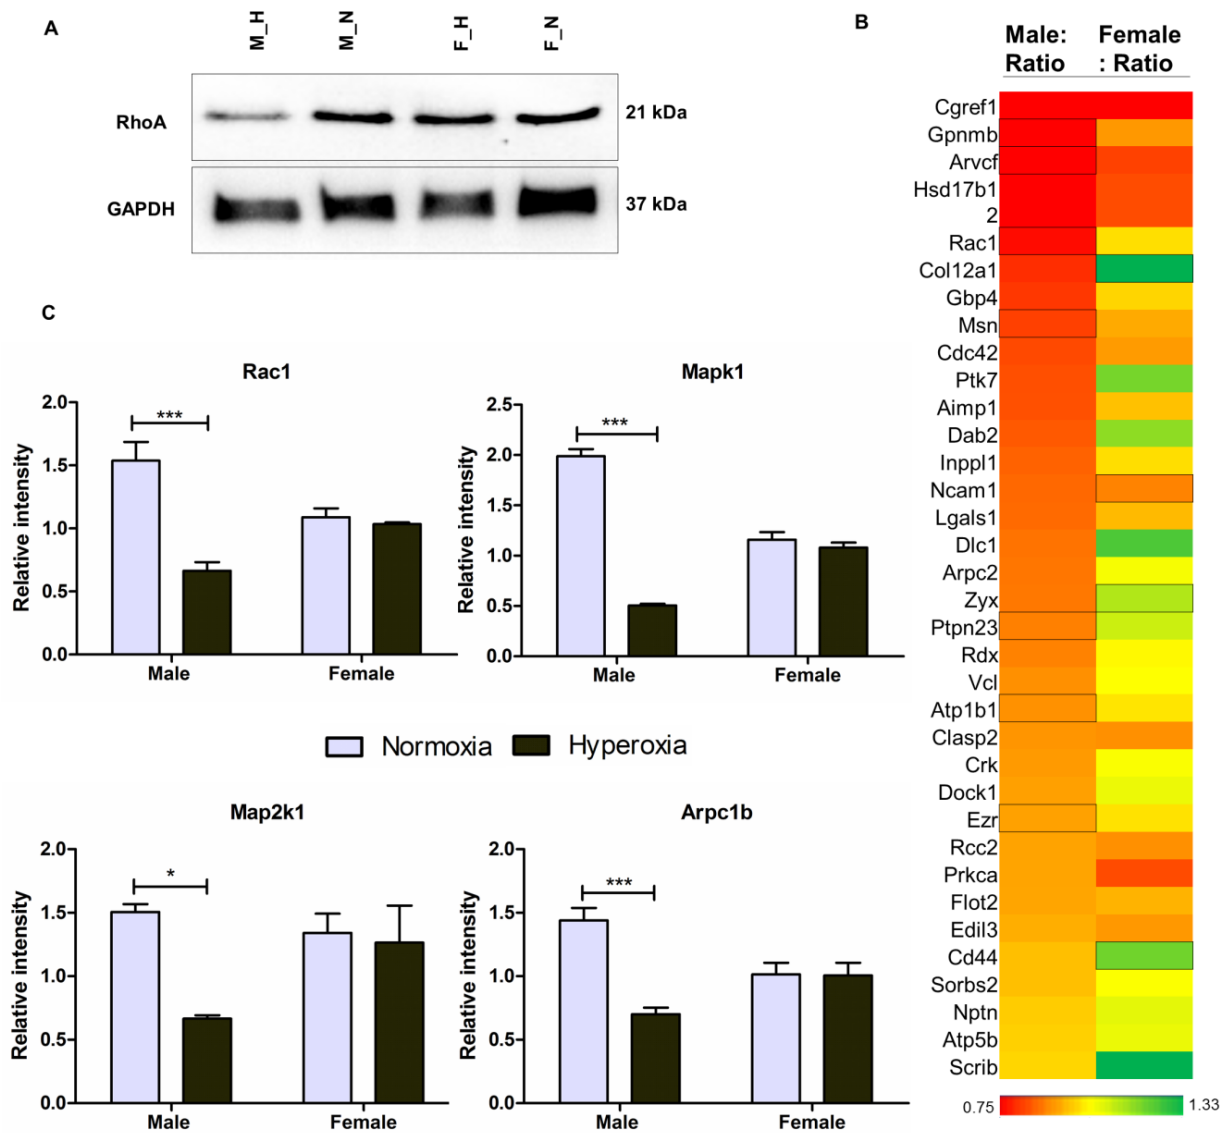 A
M_H
M_N
F_H
F_N
RhoA
21 kDa
GAPDH
37 kDa
B
Male: Female
Ratio : Ratio
Cgref1
Gpnmb
Arvcf
Hsd17b1
2
Rac1
Col12a1
Gbp4
Msn
Cdc42
Ptk7
Aimp1
Dab2
Inppl1
Ncam1
Lgals1
Dlc1
Arpc2
Zyx
Ptpn23
Rdx
Vcl
Atp1b1
Clasp2
Crk
Dock1
Ezr
Rcc2
Prkca
Flot2
Edil3
Cd44
Sorbs2
Nptn
Atp5b
Scrib
0.75 1.33
C
Rac1
Relative intensity
2.0
1.5
1.0
0.5
0.0
***
Male Female
Mapk1
Relative intensity
2.5
2.0
1.5
1.0
0.5
0.0
***
Male Female
Normoxia Hyperoxia
Map2k1
Relative intensity
2.0
1.5
1.0
0.5
0.0
*
Male Female
Arpc1b
Relative intensity
2.0
1.5
1.0
0.5
0.0
***
Male Female